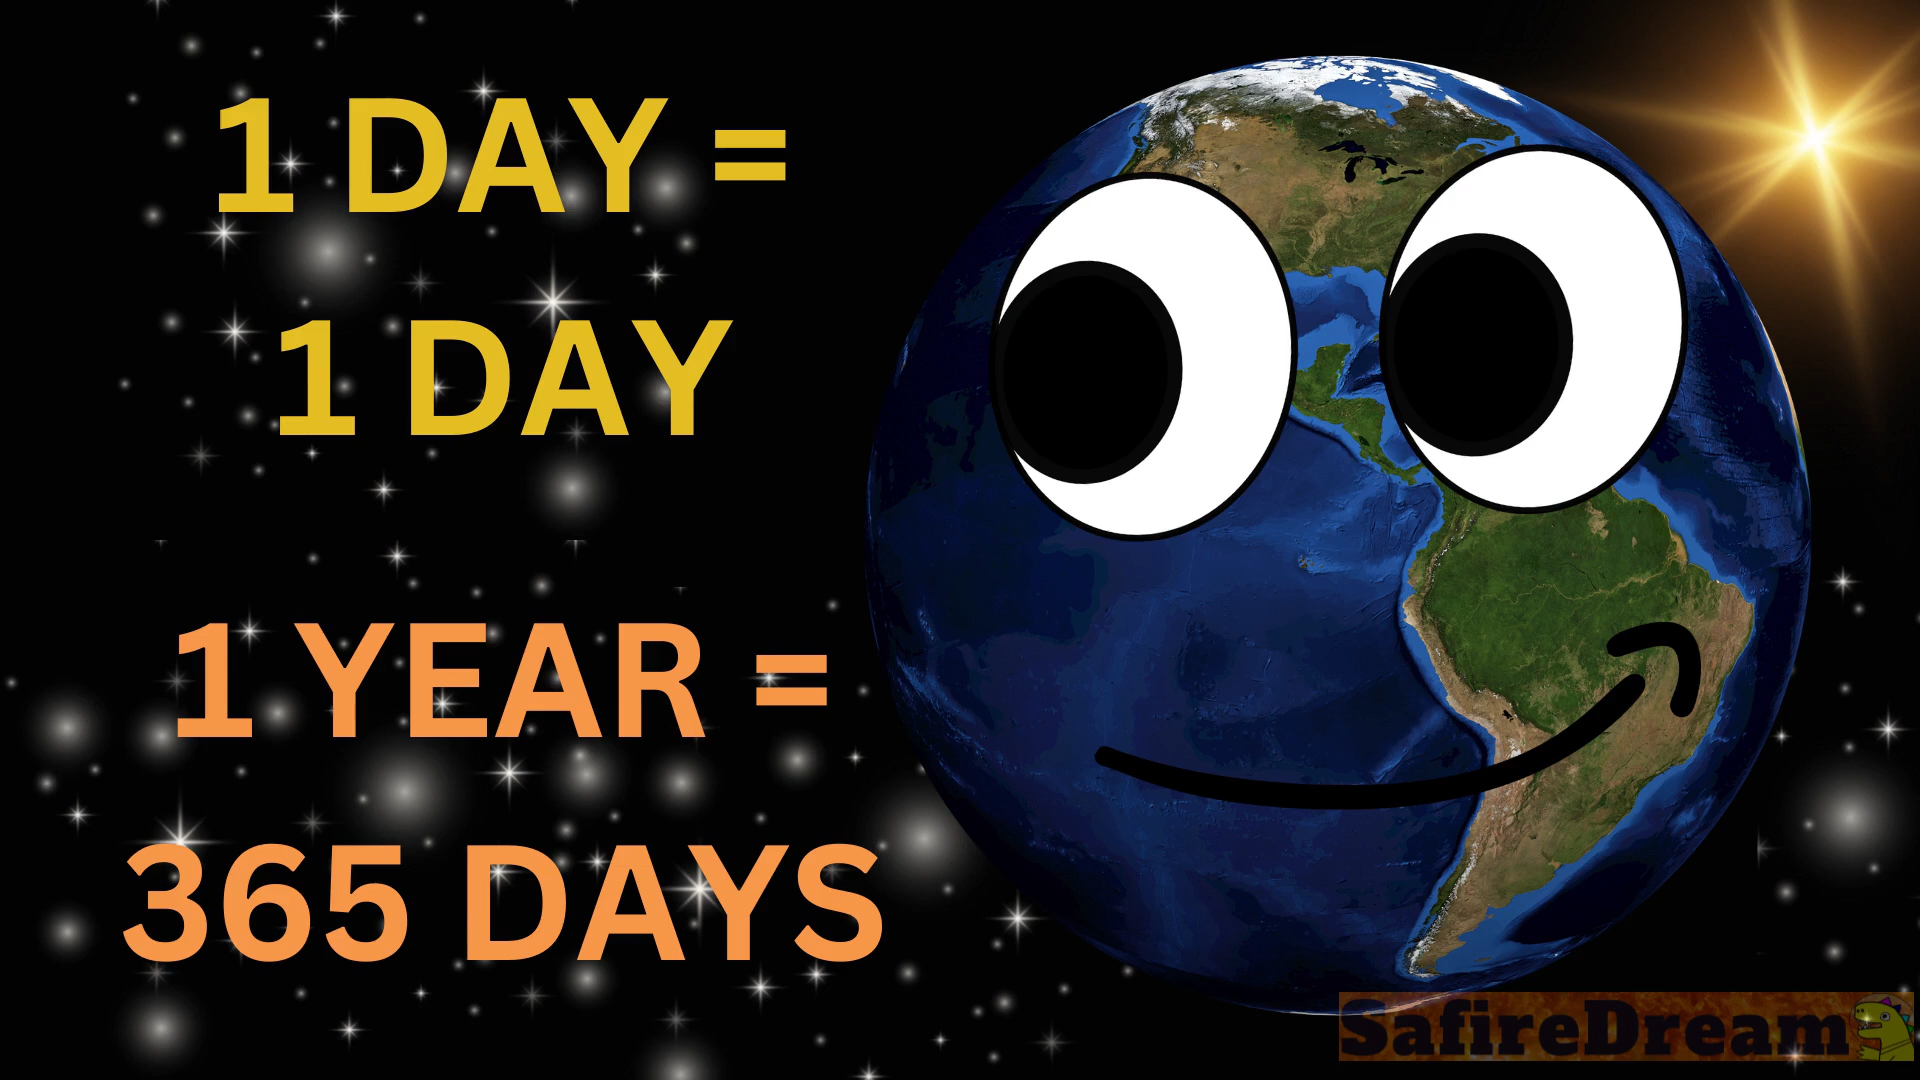 1 DAY =
1 DAY
1 YEAR =
365 DAYS
SafireDream